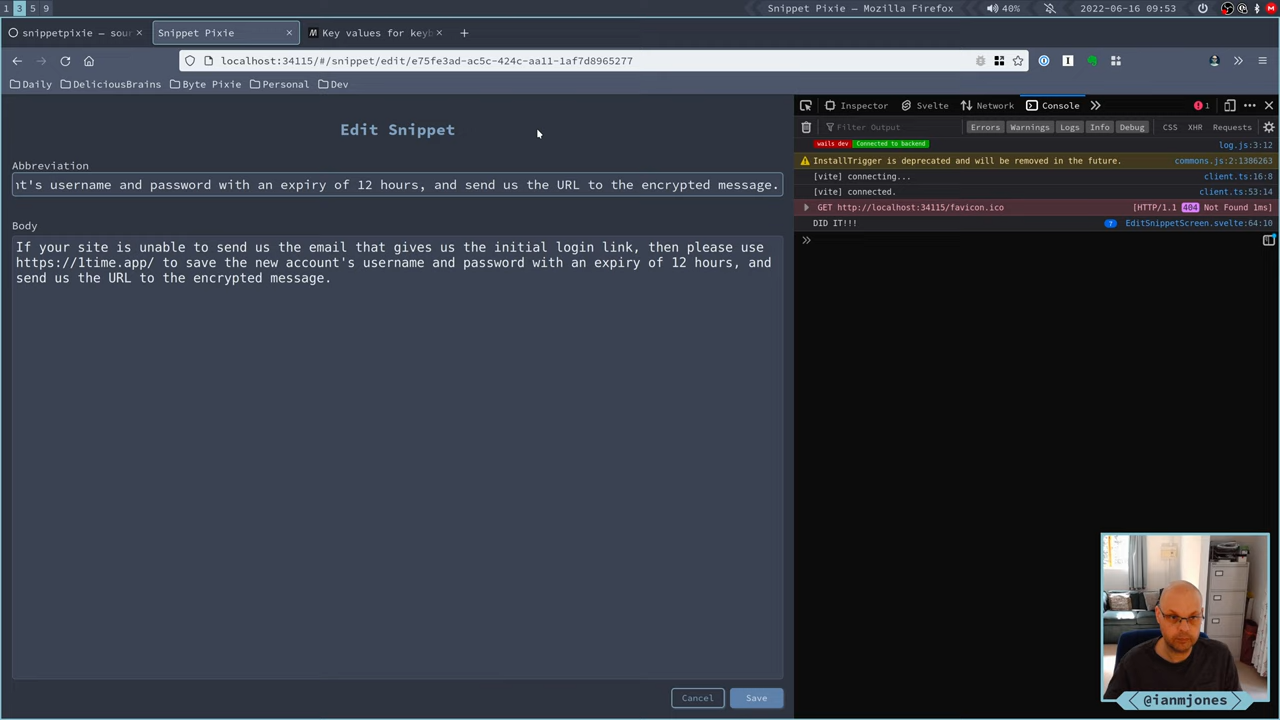 1 3 5 9
Snippet Pixie — Mozilla Firefox
40%
2022-06-16 09:53
snippetpixie — sour
Snippet Pixie
Key values for keyb
localhost:34115/#/snippet/edit/e75fe3ad-ac5c-424c-aa11-1af7d8965277
Daily DeliciousBrains Byte Pixie Personal Dev
Edit Snippet
Abbreviation
nt's username and password with an expiry of 12 hours, and send us the URL to the encrypted message.
Body
If your site is unable to send us the email that gives us the initial login link, then please use
https://1time.app/ to save the new account's username and password with an expiry of 12 hours, and
send us the URL to the encrypted message.
Cancel Save
Inspector Svelte Network Console 1
Filter Output Errors Warnings Logs Info Debug CSS XHR Requests
wails dev Connected to backend log.js:3:12
InstallTrigger is deprecated and will be removed in the future. commons.js:2:1386263
[vite] connecting... client.ts:16:8
[vite] connected. client.ts:53:14
GET http://localhost:34115/favicon.ico [HTTP/1.1 404 Not Found 1ms]
DID IT!!! 7 EditSnippetScreen.svelte:64:10
@ianmjones